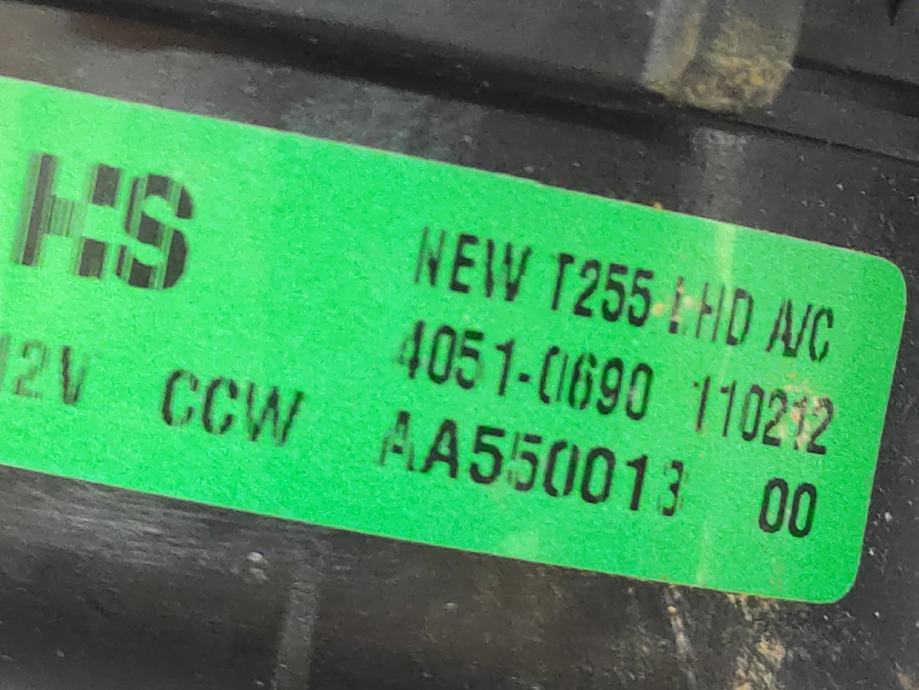 HS
NEW T255 LHD A/C
4051-0690 110212
12V CCW AA550013 00